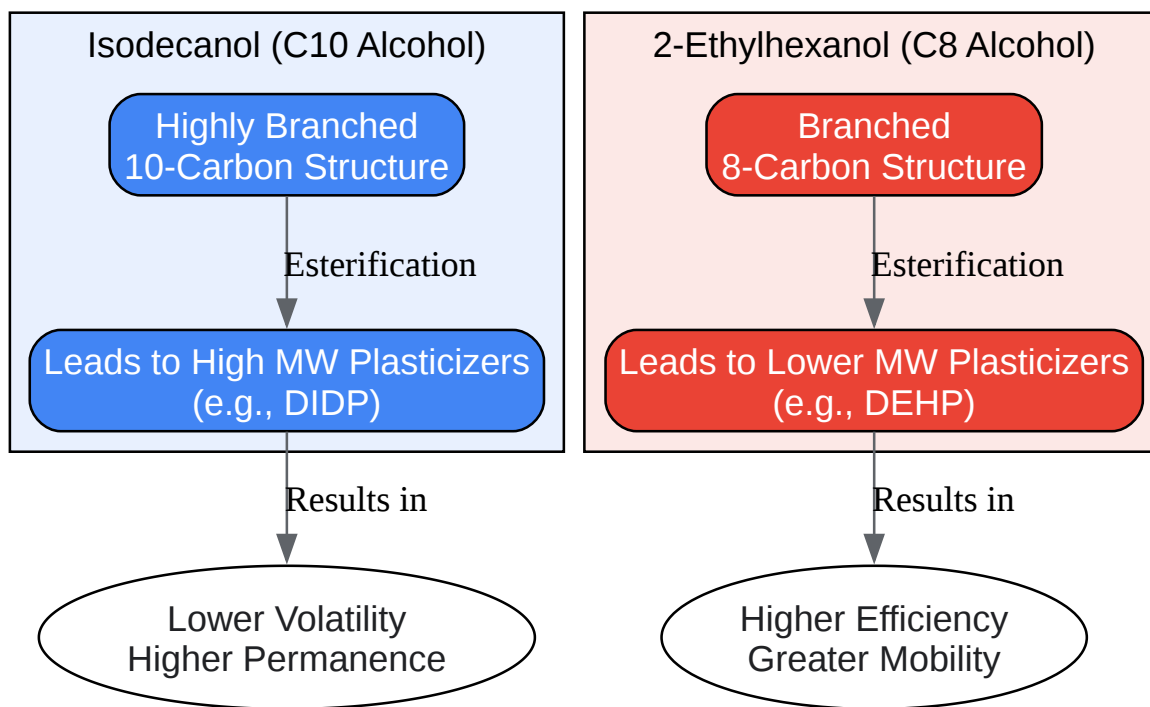 Isodecanol (C10 Alcohol)
Highly Branched
10-Carbon Structure
Esterification
Leads to High MW Plasticizers
(e.g., DIDP)
Results in
Lower Volatility
Higher Permanence
2-Ethylhexanol (C8 Alcohol)
Branched
8-Carbon Structure
Esterification
Leads to Lower MW Plasticizers
(e.g., DEHP)
Results in
Higher Efficiency
Greater Mobility